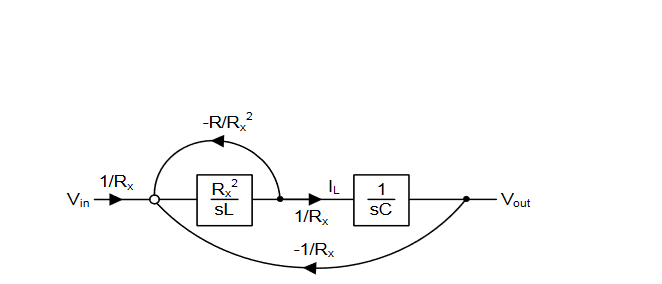 -R/Rx²
1/Rx
Vin
Rx²
sL
IL
1/Rx
1
sC
Vout
-1/Rx